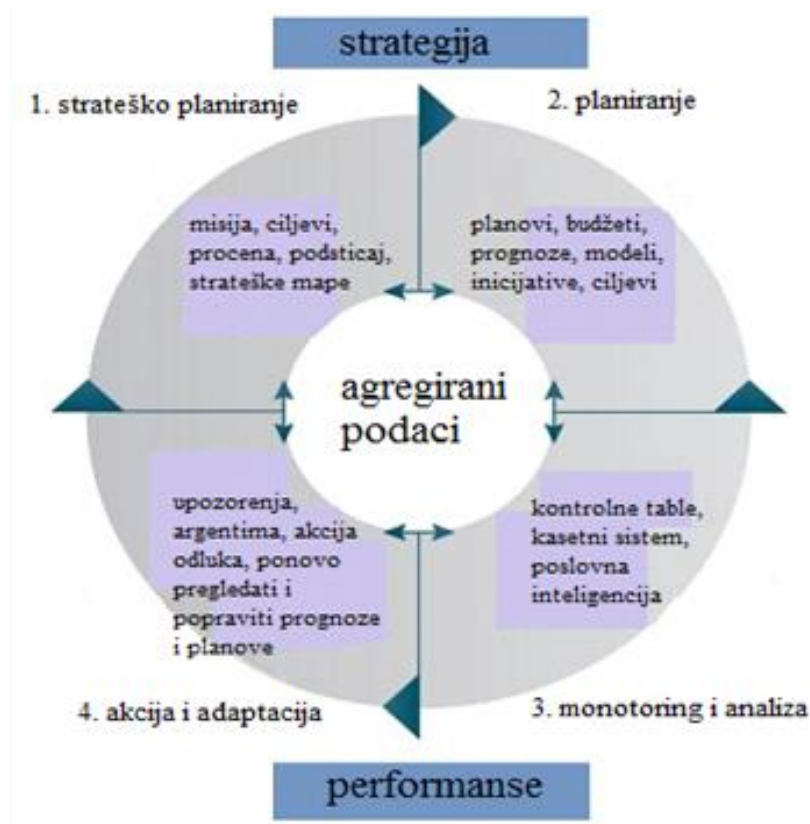 strategija
1. strateško planiranje
2. planiranje
misija, ciljevi,
procena, podsticaj,
strateške mape
planovi, budžeti,
prognoze, modeli,
inicijative, ciljevi
agregirani
podaci
upozorenja,
argentima, akcija
odluka, ponovo
pregledati i
popraviti prognoze
i planove
kontrolne table,
kasetni sistem,
poslovna
inteligencija
4. akcija i adaptacija
3. monotoring i analiza
performanse